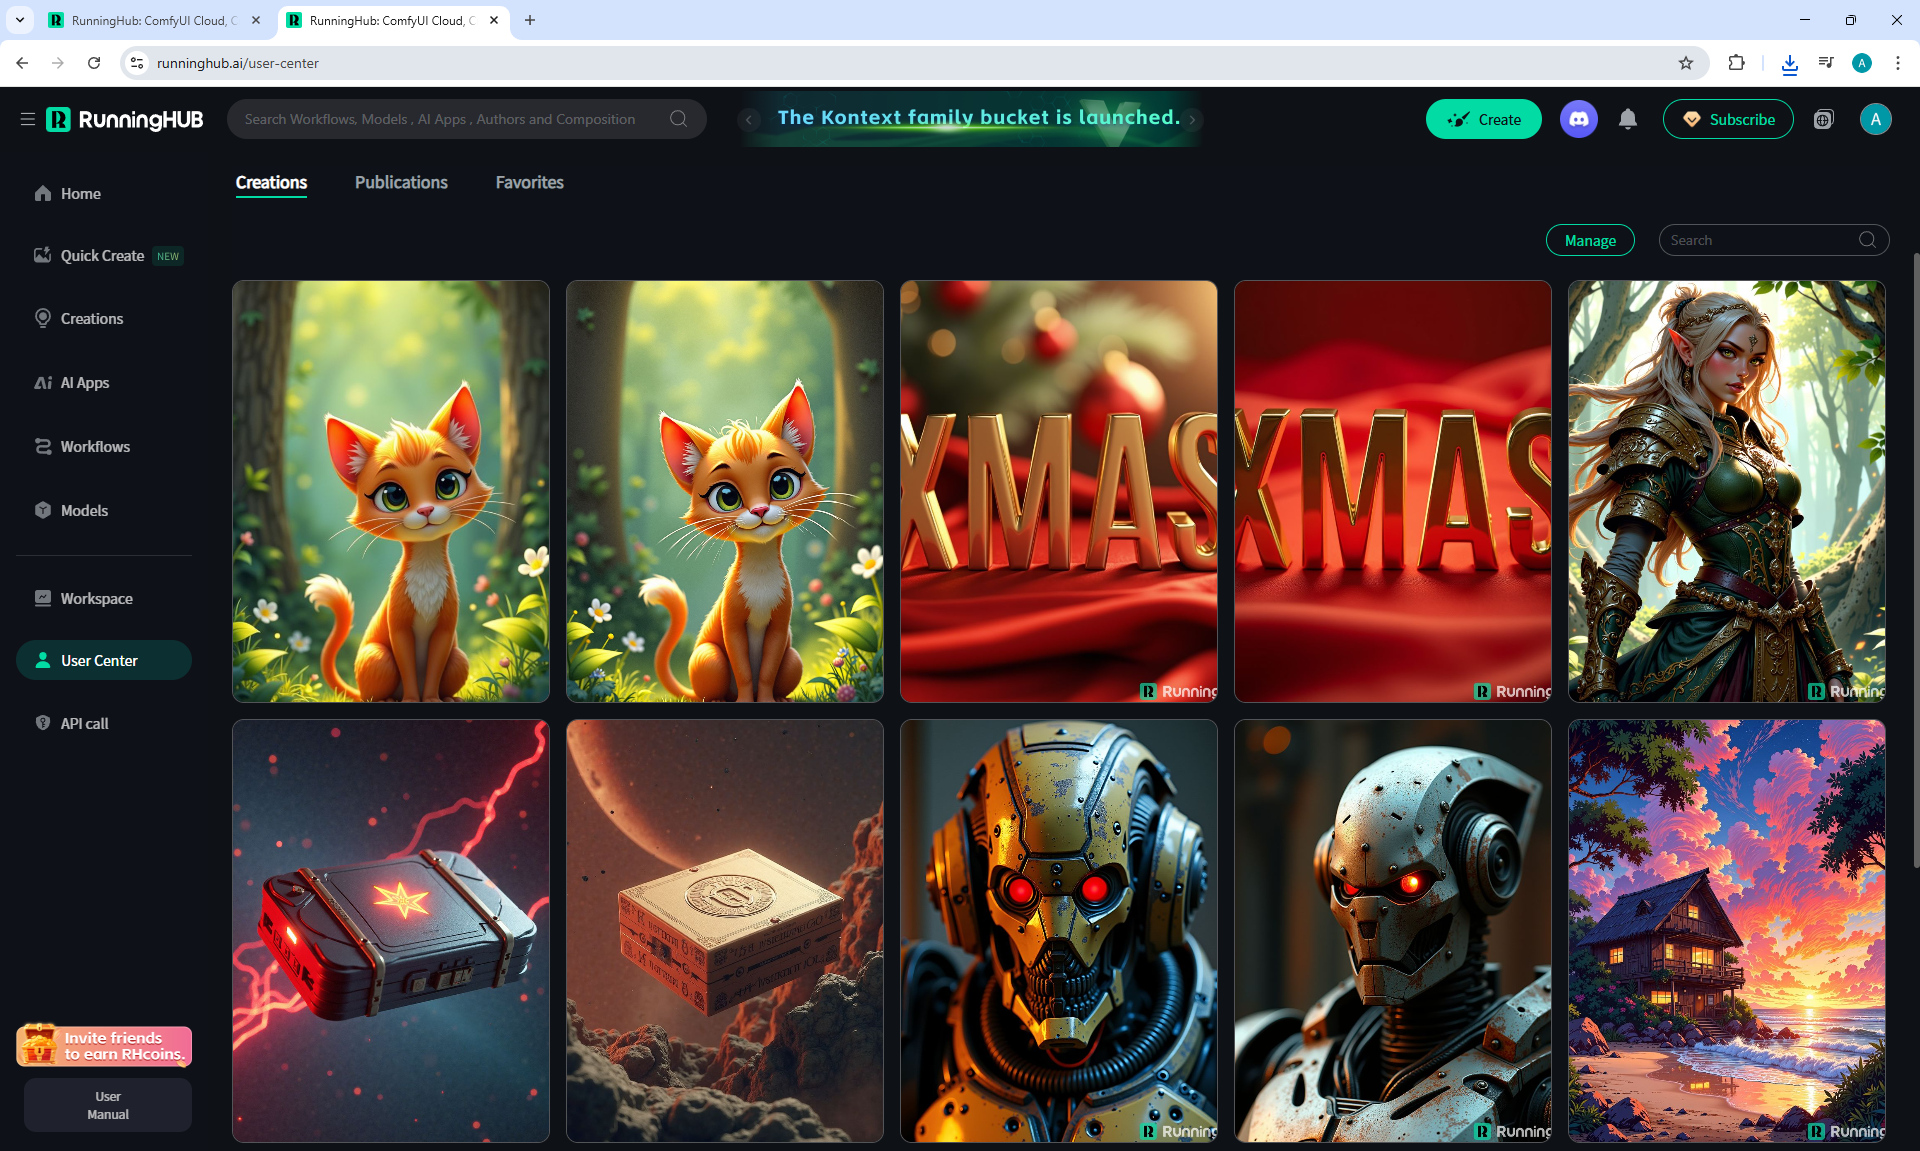 RunningHub: ComfyUI Cloud, C
RunningHub: ComfyUI Cloud, C
runninghub.ai/user-center
A
RunningHUB
Search Workflows, Models , AI Apps , Authors and Composition
The Kontext family bucket is launched.
Create
Subscribe
A
Home
Quick Create NEW
Creations
AI Apps
Workflows
Models
Workspace
User Center
API call
Invite friends
to earn RHcoins.
User
Manual
Creations
Publications
Favorites
Manage
Search
XMAS
Running
XMAS
Running
Running
Running
Running
Running